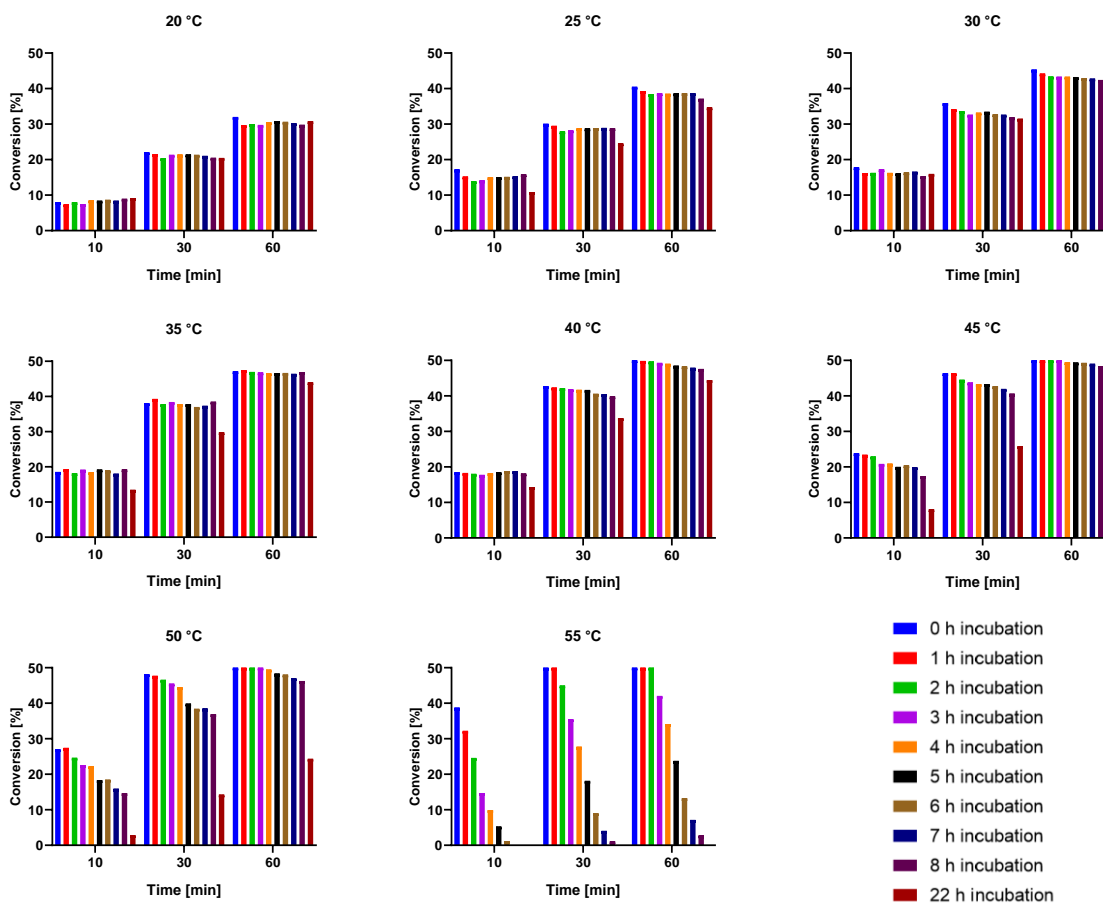 20 °C
50
40
30
20
10
0
Conversion [%]
10 30 60
Time [min]
25 °C
50
40
30
20
10
0
Conversion [%]
10 30 60
Time [min]
30 °C
50
40
30
20
10
0
Conversion [%]
10 30 60
Time [min]
35 °C
50
40
30
20
10
0
Conversion [%]
10 30 60
Time [min]
40 °C
50
40
30
20
10
0
Conversion [%]
10 30 60
Time [min]
45 °C
50
40
30
20
10
0
Conversion [%]
10 30 60
Time [min]
50 °C
50
40
30
20
10
0
Conversion [%]
10 30 60
Time [min]
55 °C
50
40
30
20
10
0
Conversion [%]
10 30 60
Time [min]
0 h incubation
1 h incubation
2 h incubation
3 h incubation
4 h incubation
5 h incubation
6 h incubation
7 h incubation
8 h incubation
22 h incubation